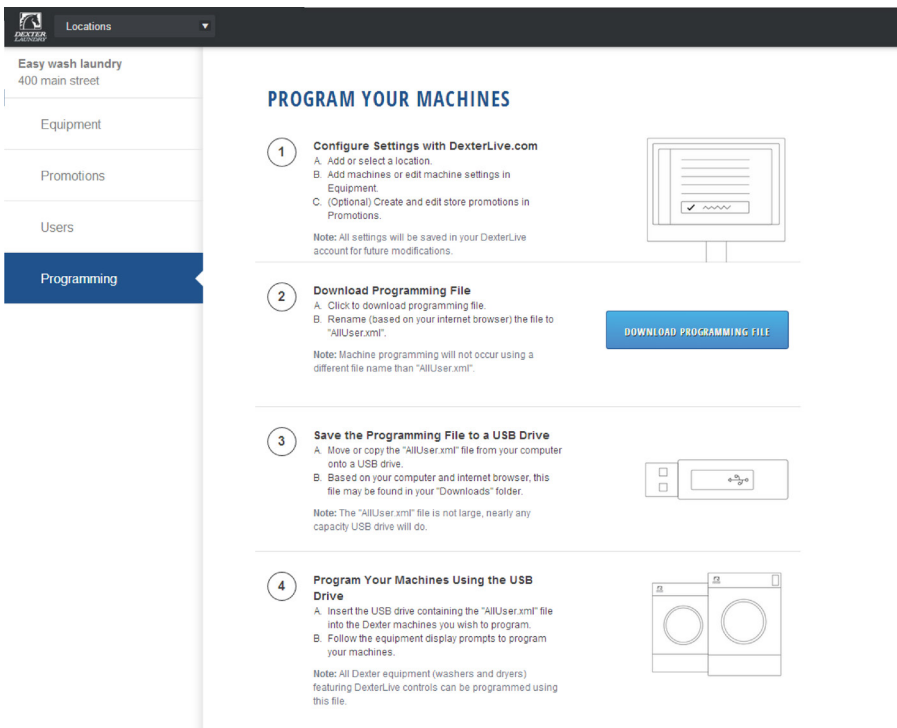 DEXTER
LAUNDRY
Locations
Easy wash laundry
400 main street
Equipment
Promotions
Users
Programming
PROGRAM YOUR MACHINES
1
Configure Settings with DexterLive.com
A. Add or select a location.
B. Add machines or edit machine settings in
Equipment.
C. (Optional) Create and edit store promotions in
Promotions.
Note: All settings will be saved in your DexterLive
account for future modifications.
2
Download Programming File
A. Click to download programming file.
B. Rename (based on your internet browser) the file to
"AllUser.xml".
Note: Machine programming will not occur using a
different file name than "AllUser.xml".
DOWNLOAD PROGRAMMING FILE
3
Save the Programming File to a USB Drive
A. Move or copy the "AllUser.xml" file from your computer
onto a USB drive.
B. Based on your computer and internet browser, this
file may be found in your "Downloads" folder.
Note: The "AllUser.xml" file is not large, nearly any
capacity USB drive will do.
4
Program Your Machines Using the USB
Drive
A. Insert the USB drive containing the "AllUser.xml" file
into the Dexter machines you wish to program.
B. Follow the equipment display prompts to program
your machines.
Note: All Dexter equipment (washers and dryers)
featuring DexterLive controls can be programmed using
this file.